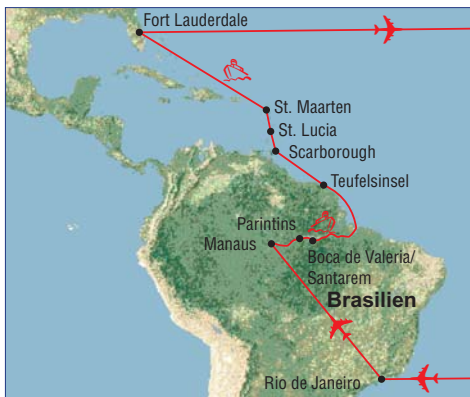 Fort Lauderdale
St. Maarten
St. Lucia
Scarborough
Teufelsinsel
Parintins
Manaus
Boca de Valeria/
Santarem
Brasilien
Rio de Janeiro